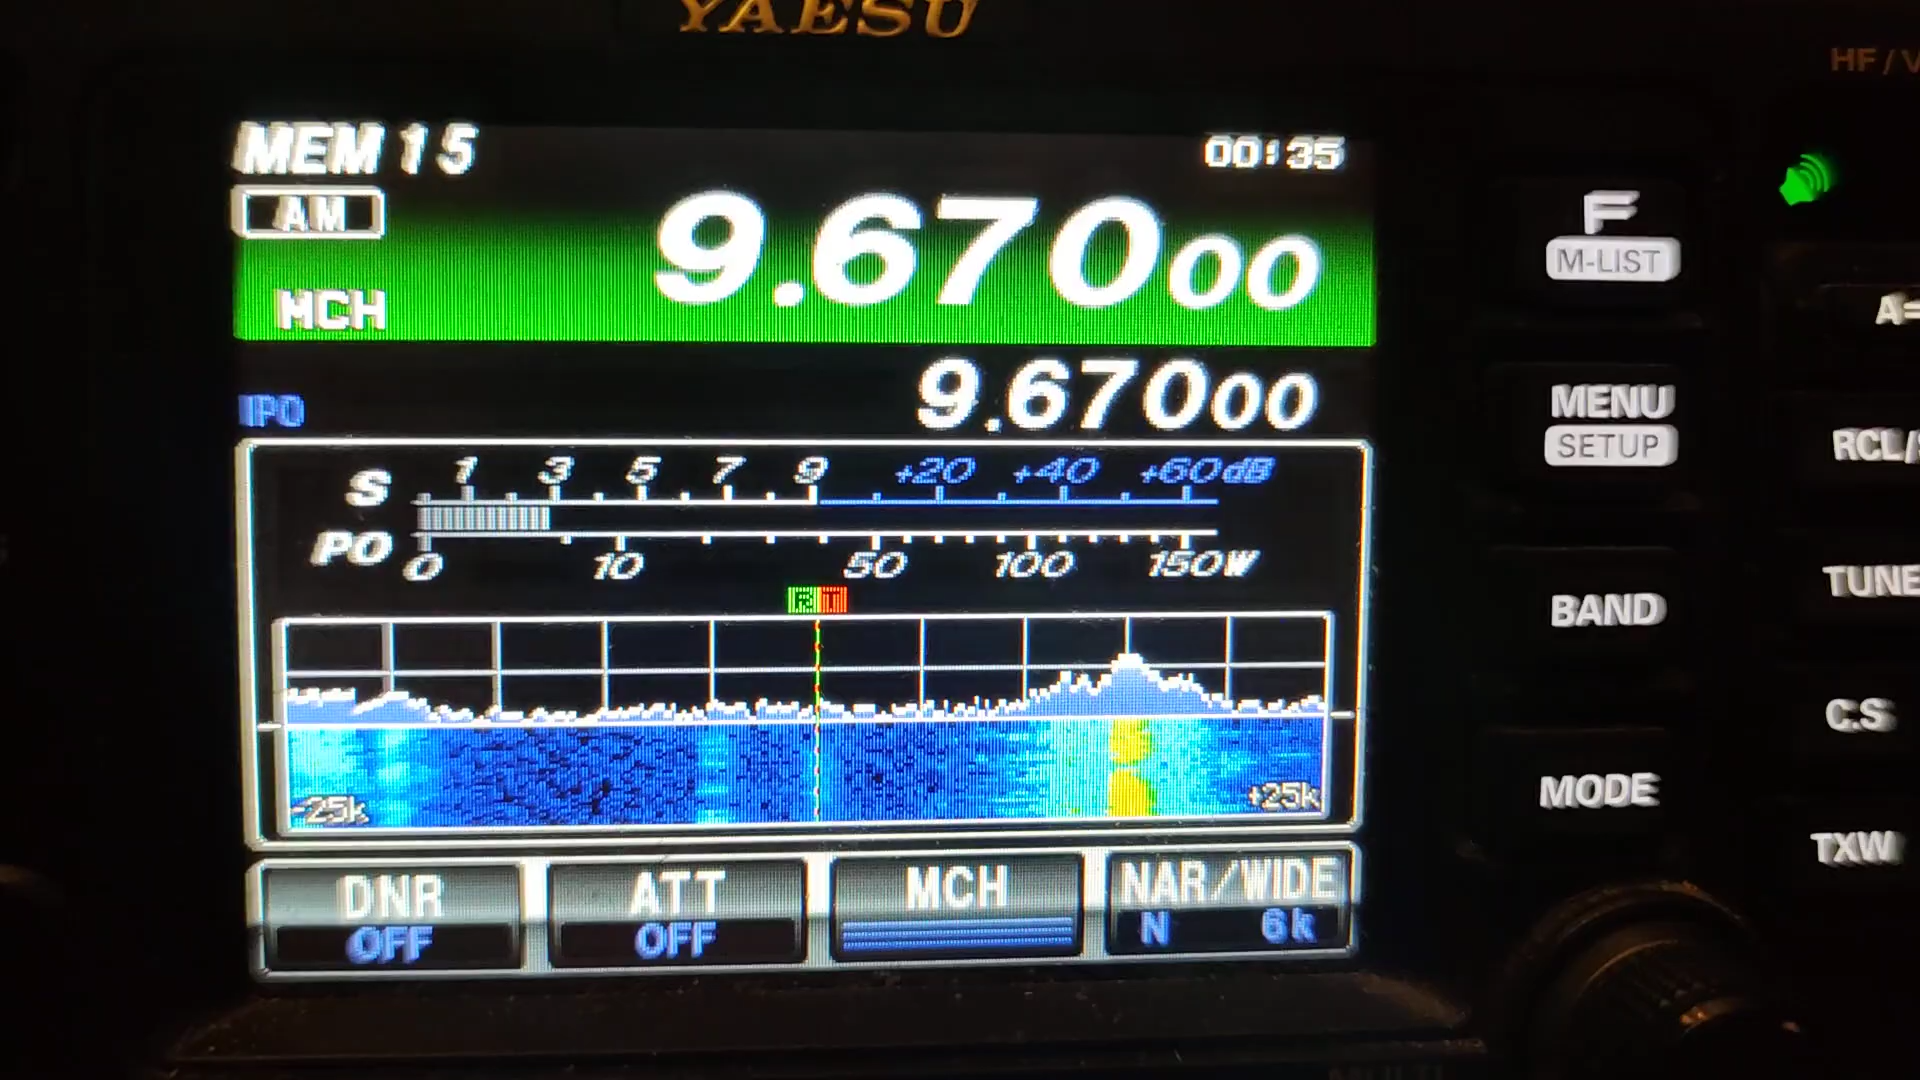 YAESU
HF/V
MEM 15
00:35
AM
9.67000
MCH
9.67000
IPO
S 1 3 5 7 9 +20 +40 +60dB
PO 0 10 50 100 150W
R T
-25k +25k
DNR ATT MCH NAR/WIDE
OFF OFF N 6k
F
M-LIST
A=
MENU
SETUP
RCL/
BAND
TUNE
C.S
MODE
TXW